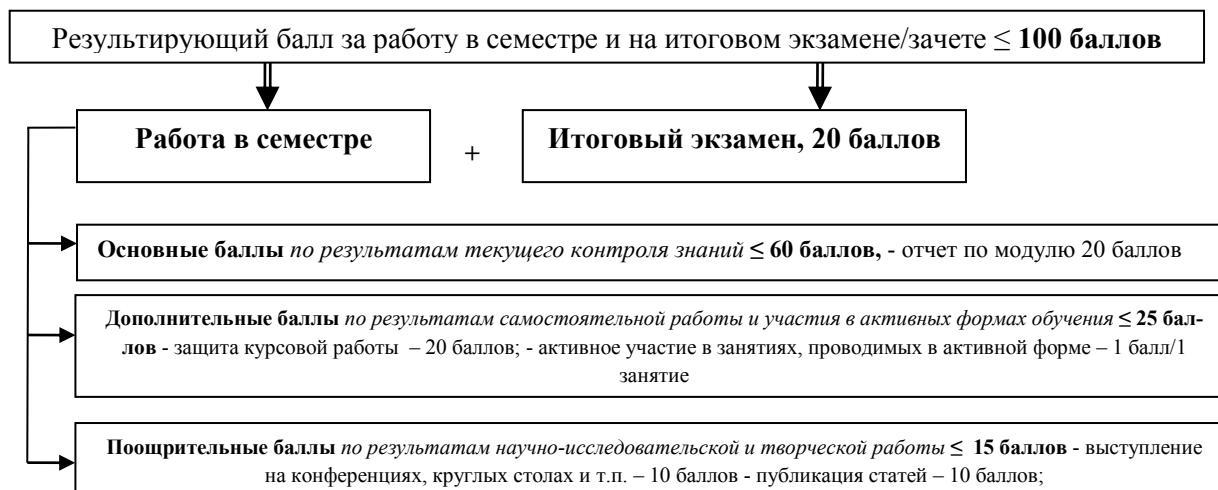 Результирующий балл за работу в семестре и на итоговом экзамене/зачете ≤ 100 баллов
Работа в семестре
+
Итоговый экзамен, 20 баллов
Основные баллы по результатам текущего контроля знаний ≤ 60 баллов, - отчет по модулю 20 баллов
Дополнительные баллы по результатам самостоятельной работы и участия в активных формах обучения ≤ 25 бал-
лов - защита курсовой работы – 20 баллов; - активное участие в занятиях, проводимых в активной форме – 1 балл/1
занятие
Поощрительные баллы по результатам научно-исследовательской и творческой работы ≤ 15 баллов - выступление
на конференциях, круглых столах и т.п. – 10 баллов - публикация статей – 10 баллов;